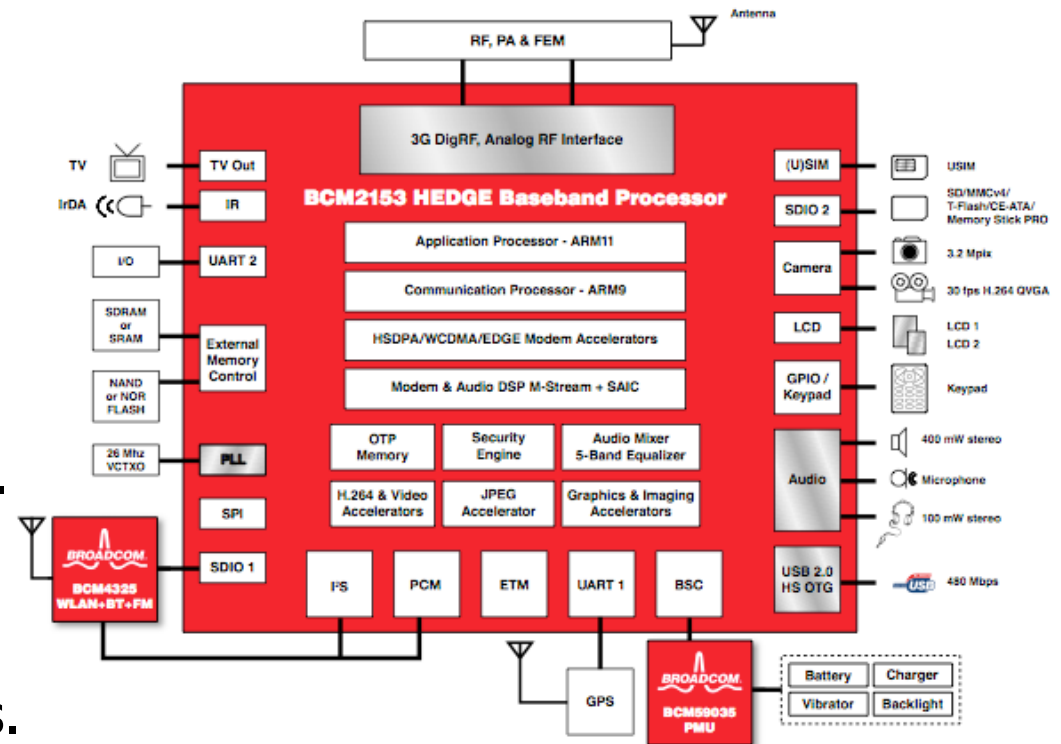 Antenna
RF, PA & FEM
3G DigRF, Analog RF Interface
BCM2153 HEDGE Baseband Processor
TV
TV Out
IrDA
IR
I/O
UART 2
SDRAM
or
SRAM
External
Memory
Control
NAND
or NOR
FLASH
26 Mhz
VCTXO
PLL
SPI
SDIO 1
BROADCOM.
BCM4325
WLAN+BT+FM
Application Processor - ARM11
Communication Processor - ARM9
HSDPA/WCDMA/EDGE Modem Accelerators
Modem & Audio DSP M-Stream + SAIC
OTP
Memory
Security
Engine
Audio Mixer
5-Band Equalizer
H.264 & Video
Accelerators
JPEG
Accelerator
Graphics & Imaging
Accelerators
I²S
PCM
ETM
UART 1
BSC
(U)SIM
USIM
SDIO 2
SD/MMCv4/
T-Flash/CE-ATA/
Memory Stick PRO
Camera
3.2 Mpix
30 fps H.264 QVGA
LCD
LCD 1
LCD 2
GPIO /
Keypad
Keypad
Audio
400 mW stereo
Microphone
100 mW stereo
USB 2.0
HS OTG
USB
480 Mbps
GPS
BROADCOM.
BCM59035
PMU
Battery
Charger
Vibrator
Backlight